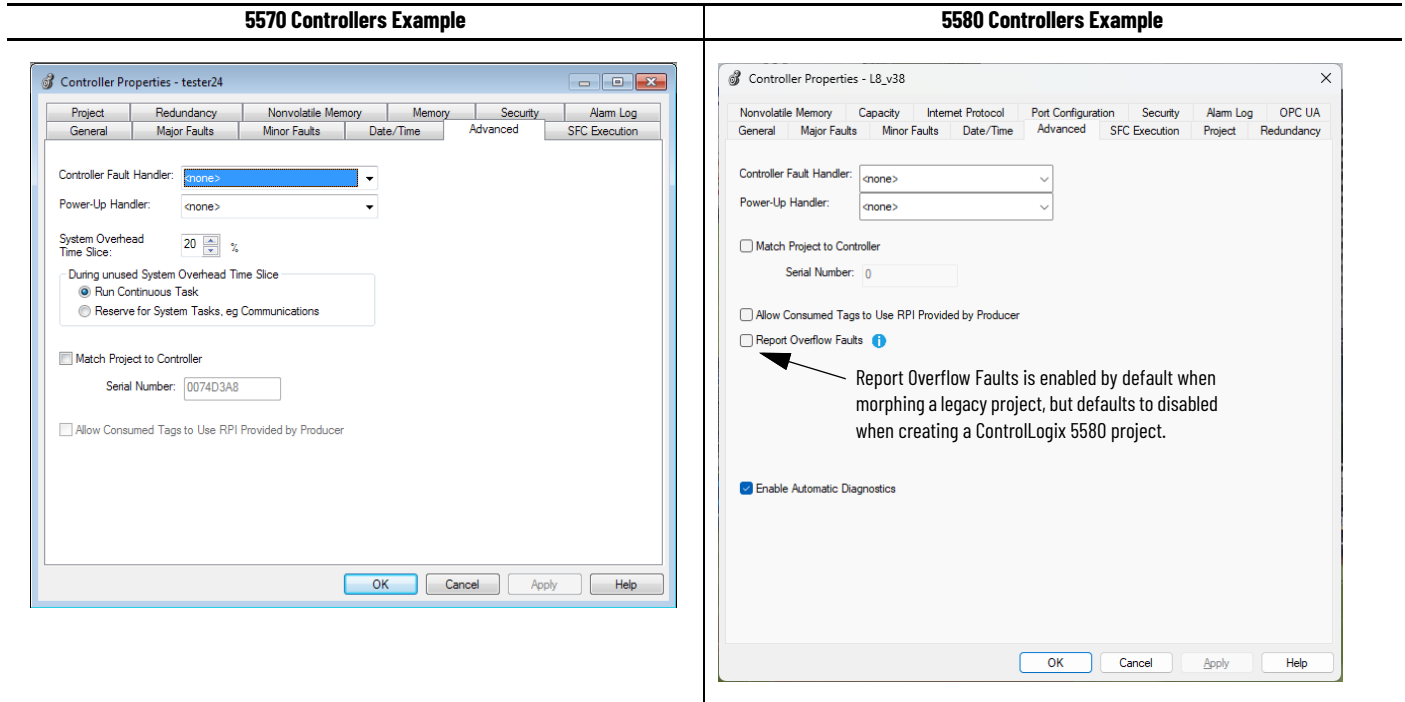 5570 Controllers Example
5580 Controllers Example
Controller Properties - tester24
Project Redundancy Nonvolatile Memory Memory Security Alarm Log
General Major Faults Minor Faults Date/Time Advanced SFC Execution
Controller Fault Handler: <none>
Power-Up Handler: <none>
System Overhead
Time Slice: 20 %
During unused System Overhead Time Slice
Run Continuous Task
Reserve for System Tasks, eg Communications
Match Project to Controller
Serial Number: 0074D3A8
Allow Consumed Tags to Use RPI Provided by Producer
OK Cancel Apply Help
Controller Properties - L8_v38
Nonvolatile Memory Capacity Internet Protocol Port Configuration Security Alarm Log OPC UA
General Major Faults Minor Faults Date/Time Advanced SFC Execution Project Redundancy
Controller Fault Handler: <none>
Power-Up Handler: <none>
Match Project to Controller
Serial Number: 0
Allow Consumed Tags to Use RPI Provided by Producer
Report Overflow Faults i
Report Overflow Faults is enabled by default when
morphing a legacy project, but defaults to disabled
when creating a ControlLogix 5580 project.
Enable Automatic Diagnostics
OK Cancel Apply Help